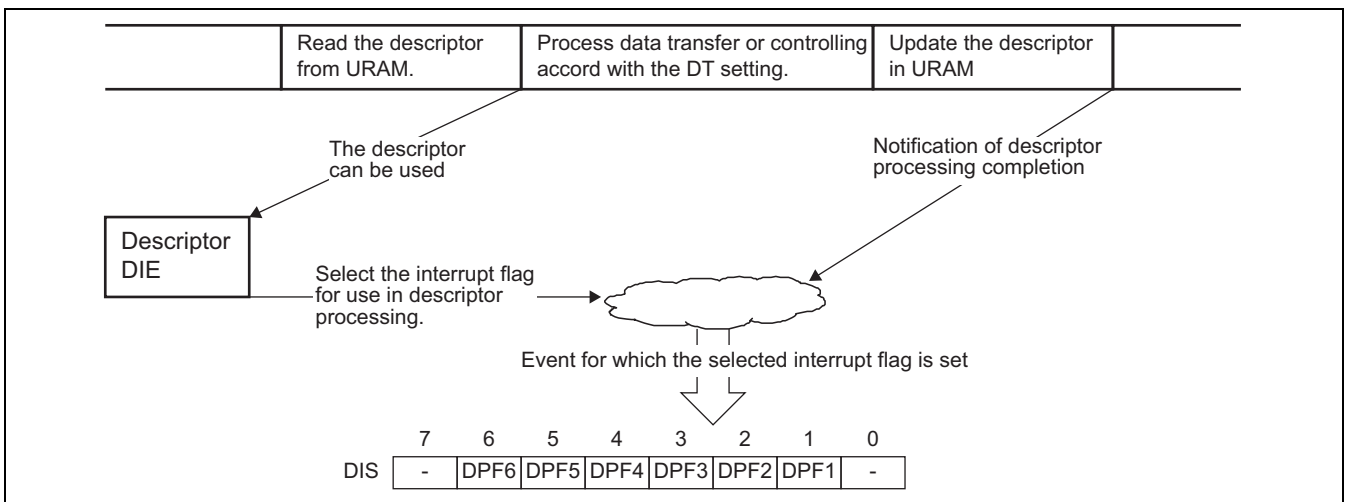 Read the descriptor
from URAM.
Process data transfer or controlling
accord with the DT setting.
Update the descriptor
in URAM
The descriptor
can be used
Notification of descriptor
processing completion
Descriptor
DIE
Select the interrupt flag
for use in descriptor
processing.
Event for which the selected interrupt flag is set
7 6 5 4 3 2 1 0
DIS - DPF6 DPF5 DPF4 DPF3 DPF2 DPF1 -